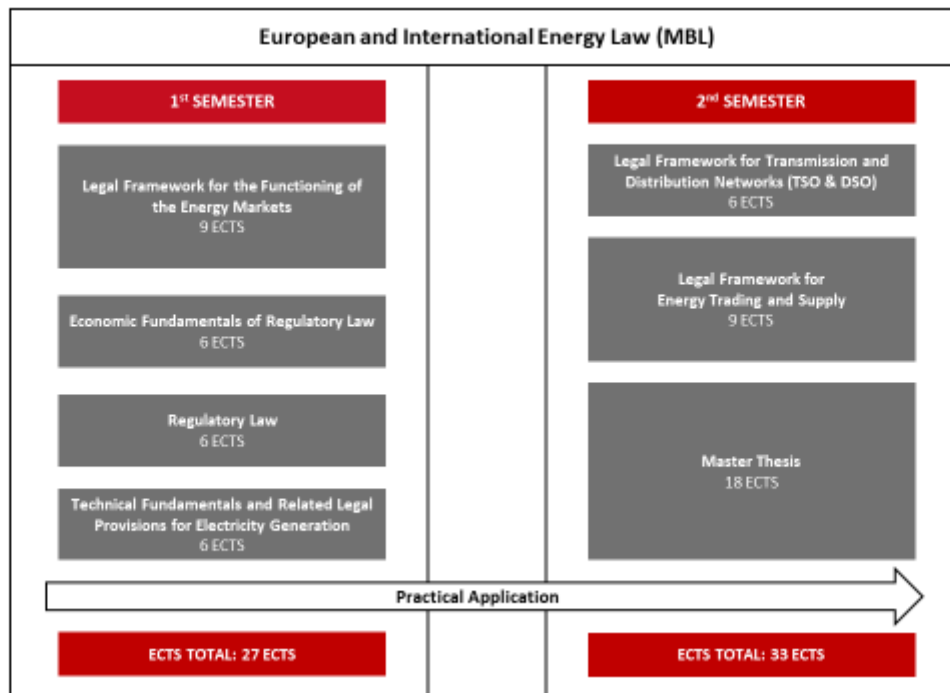 European and International Energy Law (MBL)
1st SEMESTER
Legal Framework for the Functioning of
the Energy Markets
9 ECTS
Economic Fundamentals of Regulatory Law
6 ECTS
Regulatory Law
6 ECTS
Technical Fundamentals and Related Legal
Provisions for Electricity Generation
6 ECTS
2nd SEMESTER
Legal Framework for Transmission and
Distribution Networks (TSO & DSO)
6 ECTS
Legal Framework for
Energy Trading and Supply
9 ECTS
Master Thesis
18 ECTS
Practical Application
ECTS TOTAL: 27 ECTS
ECTS TOTAL: 33 ECTS